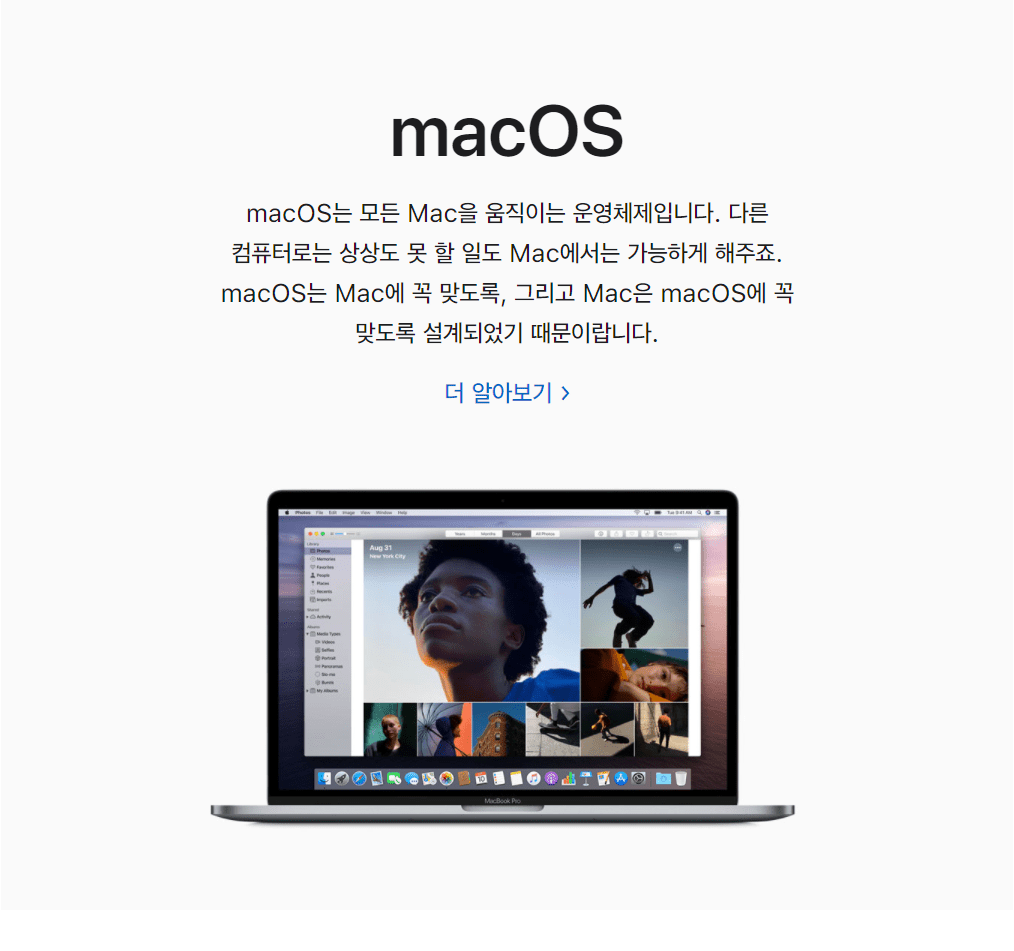 macOS
macOS는 모든 Mac을 움직이는 운영체제입니다. 다른
컴퓨터로는 상상도 못 할 일도 Mac에서는 가능하게 해주죠.
macOS는 Mac에 꼭 맞도록, 그리고 Mac은 macOS에 꼭
맞도록 설계되었기 때문이랍니다.
더 알아보기 >
Photos File Edit Image View Window Help
Tue 9:41 AM
Years Months Days All Photos
Search
Library
Photos
Memories
Favorites
People
Places
Recents
Imports
Shared
Activity
Albums
Media Types
Videos
Selfies
Portrait
Panoramas
Slo-mo
Bursts
My Albums
Aug 31
New York City
MacBook Pro